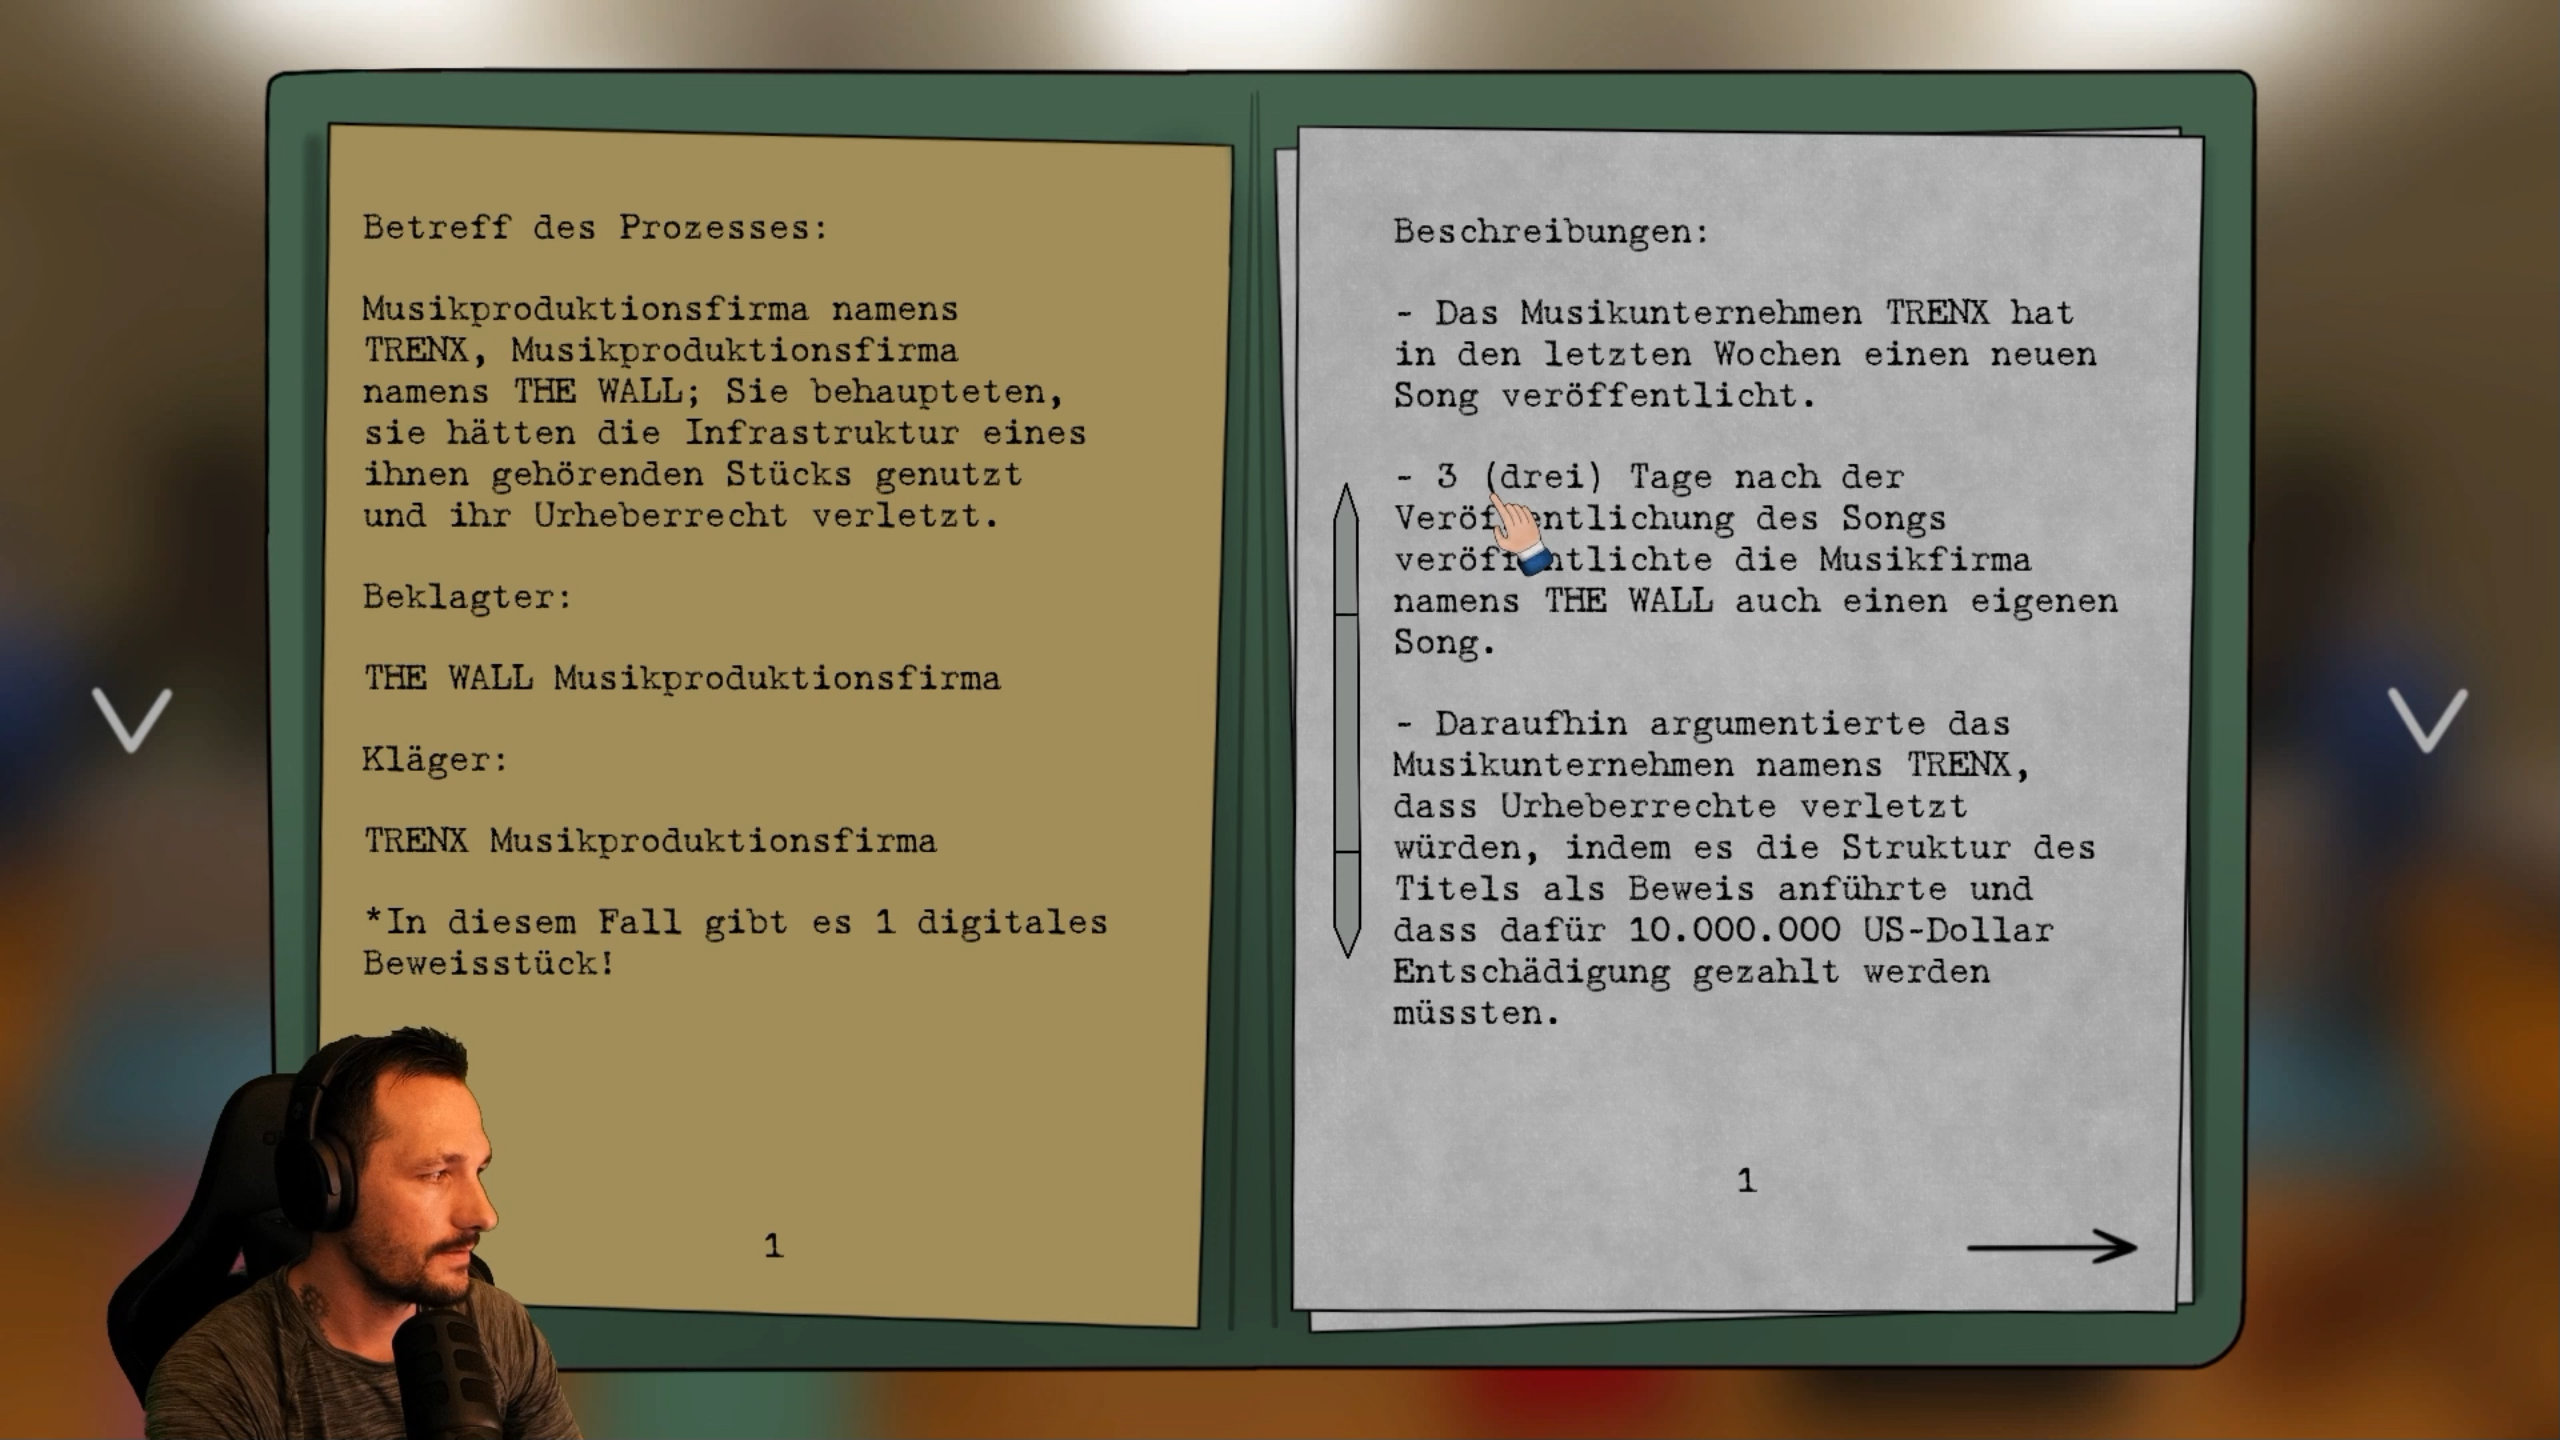 Betreff des Prozesses:
Musikproduktionsfirma namens
TRENX, Musikproduktionsfirma
namens THE WALL; Sie behaupteten,
sie hätten die Infrastruktur eines
ihnen gehörenden Stücks genutzt
und ihr Urheberrecht verletzt.
Beklagter:
THE WALL Musikproduktionsfirma
Kläger:
TRENX Musikproduktionsfirma
*In diesem Fall gibt es 1 digitales
Beweisstück!
1
Beschreibungen:
- Das Musikunternehmen TRENX hat
in den letzten Wochen einen neuen
Song veröffentlicht.
- 3 (drei) Tage nach der
Veröffentlichung des Songs
veröffentlichte die Musikfirma
namens THE WALL auch einen eigenen
Song.
- Daraufhin argumentierte das
Musikunternehmen namens TRENX,
dass Urheberrechte verletzt
würden, indem es die Struktur des
Titels als Beweis anführte und
dass dafür 10.000.000 US-Dollar
Entschädigung gezahlt werden
müssten.
1